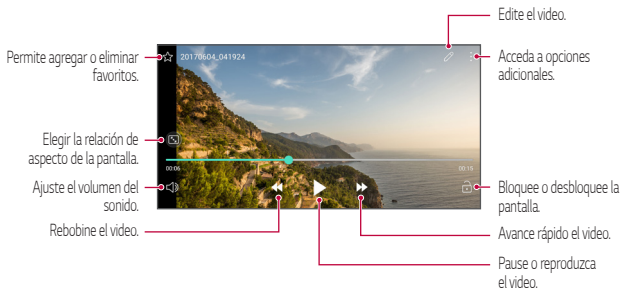 Edite el video.
Permite agregar o eliminar
favoritos.
20170604_041924
Acceda a opciones
adicionales.
Elegir la relación de
aspecto de la pantalla.
00:06
00:15
Ajuste el volumen del
sonido.
Bloquee o desbloquee la
pantalla.
Rebobine el video.
Avance rápido el video.
Pause o reproduzca
el video.